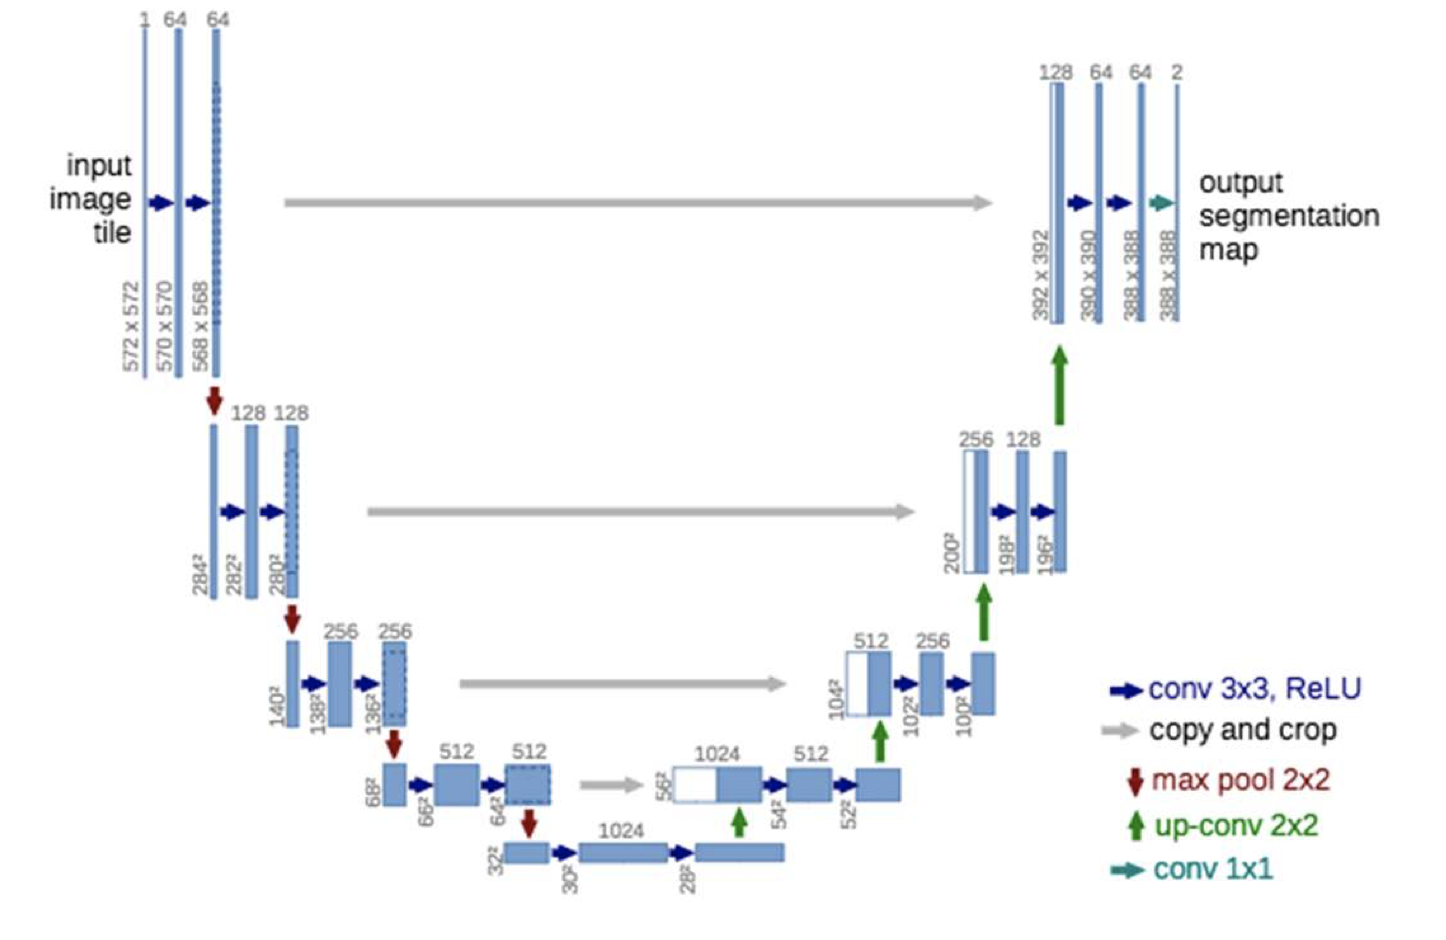 1 64 64
input
image
tile
572 x 572
570 x 570
568 x 568
128 64 64 2
392 x 392
390 x 390
388 x 388
388 x 388
output
segmentation
map
128 128
284²
282²
280²
256 128
200²
198²
196²
256 256
140²
138²
136²
512 256
104²
102²
100²
512 512
68²
66²
64²
1024 512
56²
54²
52²
1024
32²
30²
28²
conv 3x3, ReLU
copy and crop
max pool 2x2
up-conv 2x2
conv 1x1